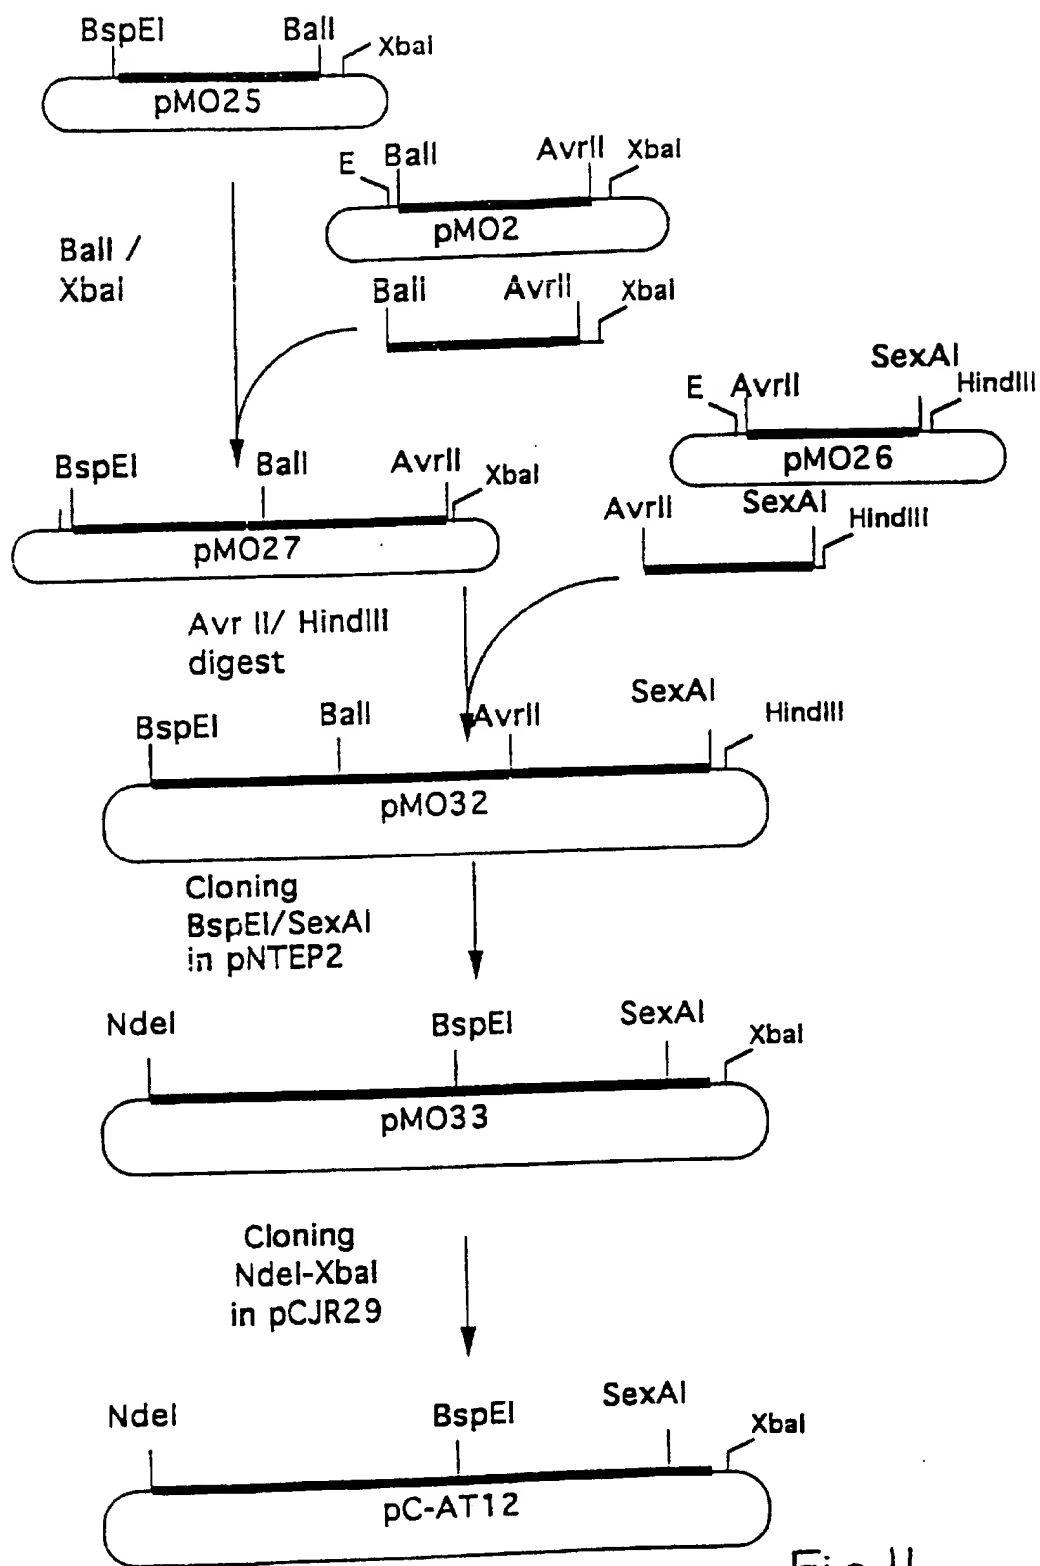 BspEI BalI XbaI
pMO25
E BalI AvrII XbaI
pMO2
BalI /
XbaI
BalI AvrII XbaI
SexAI
E AvrII HindIII
pMO26
BspEI BalI AvrII XbaI
pMO27
AvrII SexAI HindIII
Avr II/ HindIII
digest
BspEI BalI AvrII SexAI HindIII
pMO32
Cloning
BspEI/SexAI
in pNTEP2
NdeI BspEI SexAI XbaI
pMO33
Cloning
NdeI-XbaI
in pCJR29
NdeI BspEI SexAI XbaI
pC-AT12
Fig.11